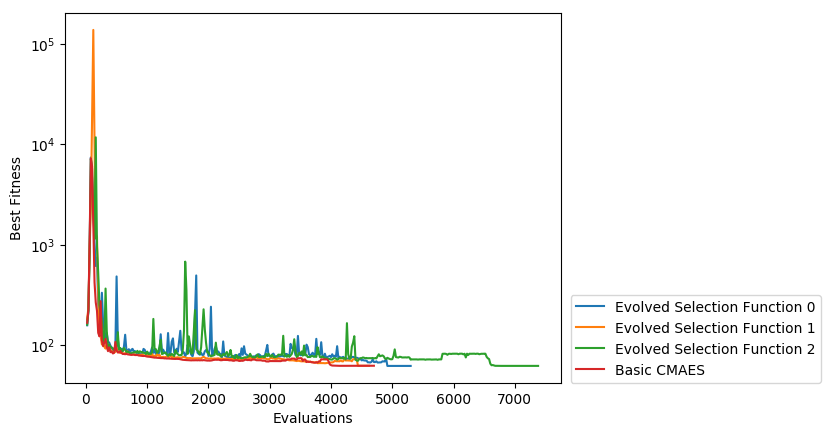 10^5
10^4
10^3
10^2
Best Fitness
0 1000 2000 3000 4000 5000 6000 7000
Evaluations
Evolved Selection Function 0
Evolved Selection Function 1
Evolved Selection Function 2
Basic CMAES